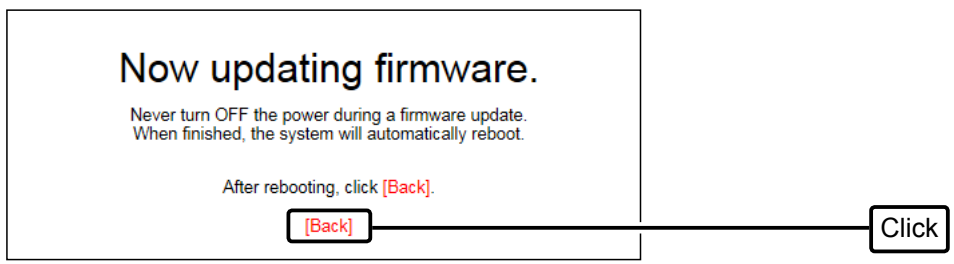 Now updating firmware.
Never turn OFF the power during a firmware update.
When finished, the system will automatically reboot.
After rebooting, click [Back].
[Back]
Click